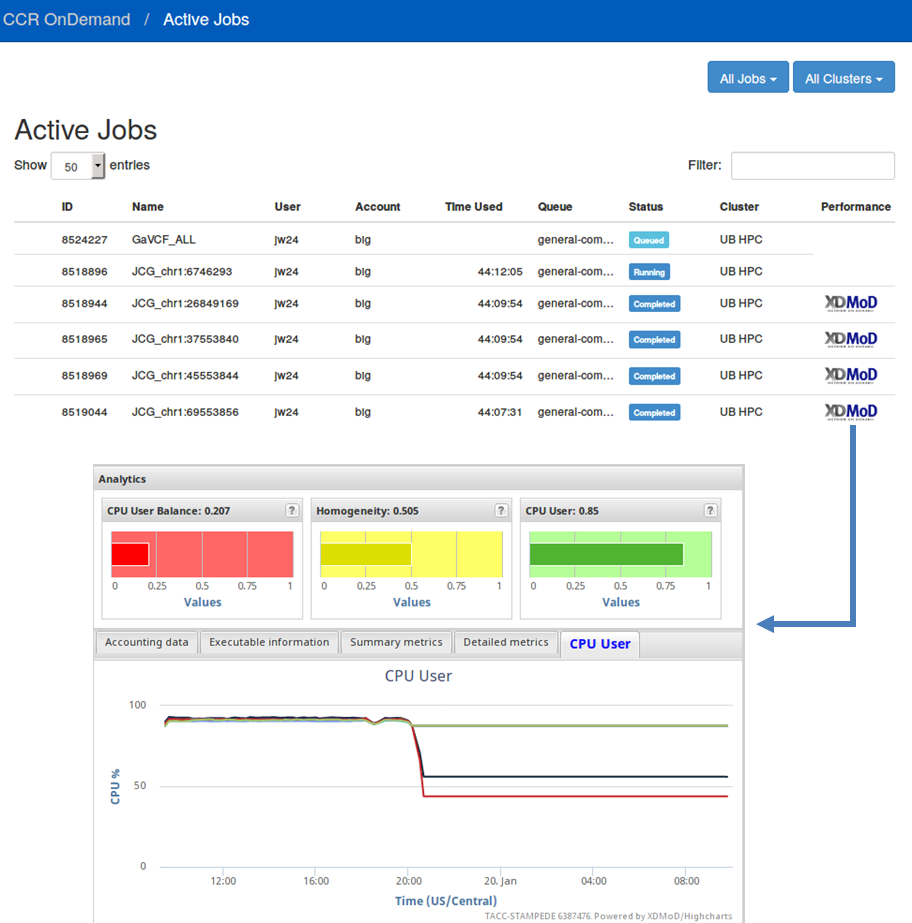 CCR OnDemand / Active Jobs
All Jobs All Clusters
Active Jobs
Show 50 entries Filter:
ID Name User Account Time Used Queue Status Cluster Performance
8524227 GaVCF_ALL jw24 big general-com... Queued UB HPC
8518896 JCG_chr1:6746293 jw24 big 44:12:05 general-com... Running UB HPC
8518944 JCG_chr1:26849169 jw24 big 44:09:54 general-com... Completed UB HPC XDMoD
8518965 JCG_chr1:37553840 jw24 big 44:09:54 general-com... Completed UB HPC XDMoD
8518969 JCG_chr1:45553844 jw24 big 44:09:54 general-com... Completed UB HPC XDMoD
8519044 JCG_chr1:69553856 jw24 big 44:07:31 general-com... Completed UB HPC XDMoD
Analytics
CPU User Balance: 0.207 ? Homogeneity: 0.505 ? CPU User: 0.85 ?
0 0.25 0.5 0.75 1 0 0.25 0.5 0.75 1 0 0.25 0.5 0.75 1
Values Values Values
Accounting data Executable information Summary metrics Detailed metrics CPU User
CPU User
100
50
0
CPU %
12:00 16:00 20:00 20. Jan 04:00 08:00
Time (US/Central)
TACC-STAMPEDE 6387476. Powered by XDMoD/Highcharts